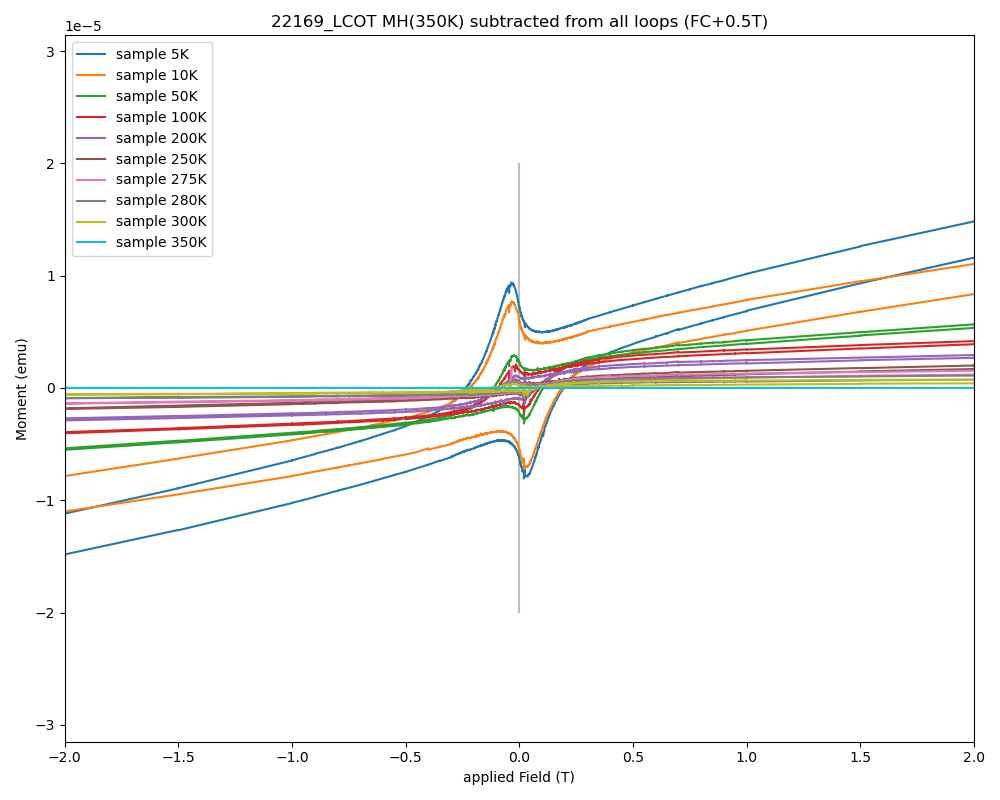 22169_LCOT MH(350K) subtracted from all loops (FC+0.5T)
1e−5
sample 5K
sample 10K
sample 50K
sample 100K
sample 200K
sample 250K
sample 275K
sample 280K
sample 300K
sample 350K
3
2
1
0
−1
−2
−3
Moment (emu)
−2.0 −1.5 −1.0 −0.5 0.0 0.5 1.0 1.5 2.0
applied Field (T)